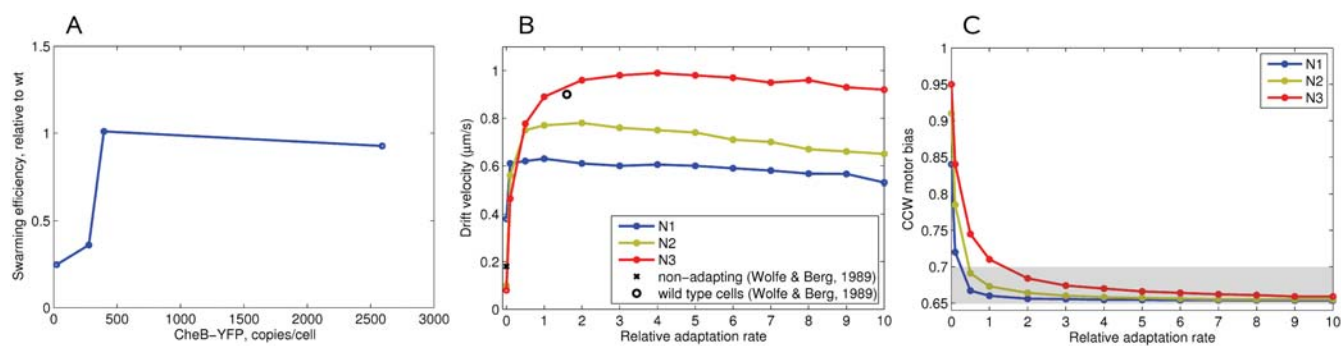 A
1.5
1
0.5
0
0 500 1000 1500 2000 2500 3000
Swarming efficiency, relative to wt
CheB-YFP, copies/cell
B
1
0.8
0.6
0.4
0.2
0
0 1 2 3 4 5 6 7 8 9 10
Drift velocity (μm/s)
Relative adaptation rate
N1
N2
N3
non-adapting (Wolfe & Berg, 1989)
wild type cells (Wolfe & Berg, 1989)
C
1
0.95
0.9
0.85
0.8
0.75
0.7
0.65
0 1 2 3 4 5 6 7 8 9 10
CCW motor bias
Relative adaptation rate
N1
N2
N3